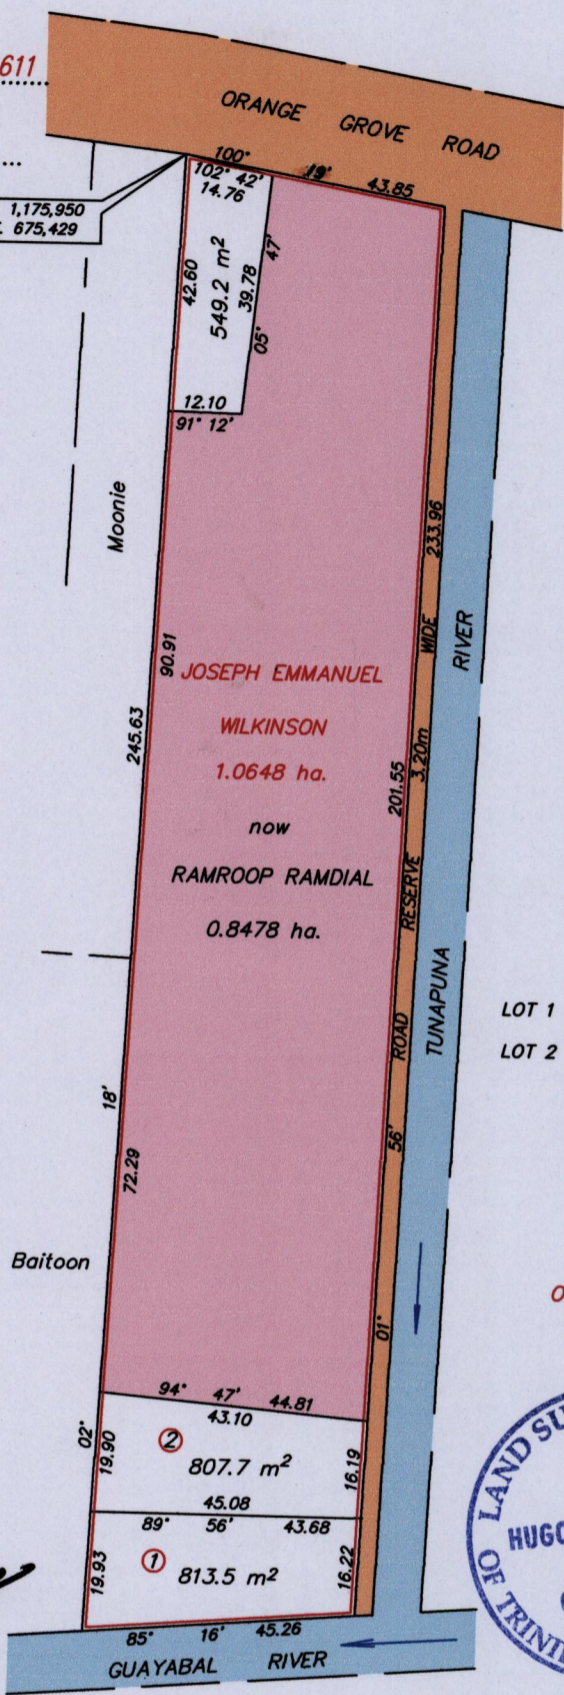 611
ORANGE GROVE ROAD
1,175,950
675,429
100° 19' 43.85
102° 42'
14.76
42.60
549.2 m²
39.78
05° 47'
12.10
91° 12'
Moonie
233.96
90.91
245.63
JOSEPH EMMANUEL
WILKINSON
1.0648 ha.
now
RAMROOP RAMDIAL
0.8478 ha.
201.55
ROAD RESERVE 3.20m WIDE
TUNAPUNA RIVER
LOT 1
LOT 2
18'
56'
72.29
Baitoon
01°
O
94° 47' 44.81
43.10
02°
19.90
2
807.7 m²
16.19
45.08
89° 56' 43.68
19.93
1
813.5 m²
16.22
85° 16' 45.26
GUAYABAL RIVER
LAND SU
HUGO
OF TRINI